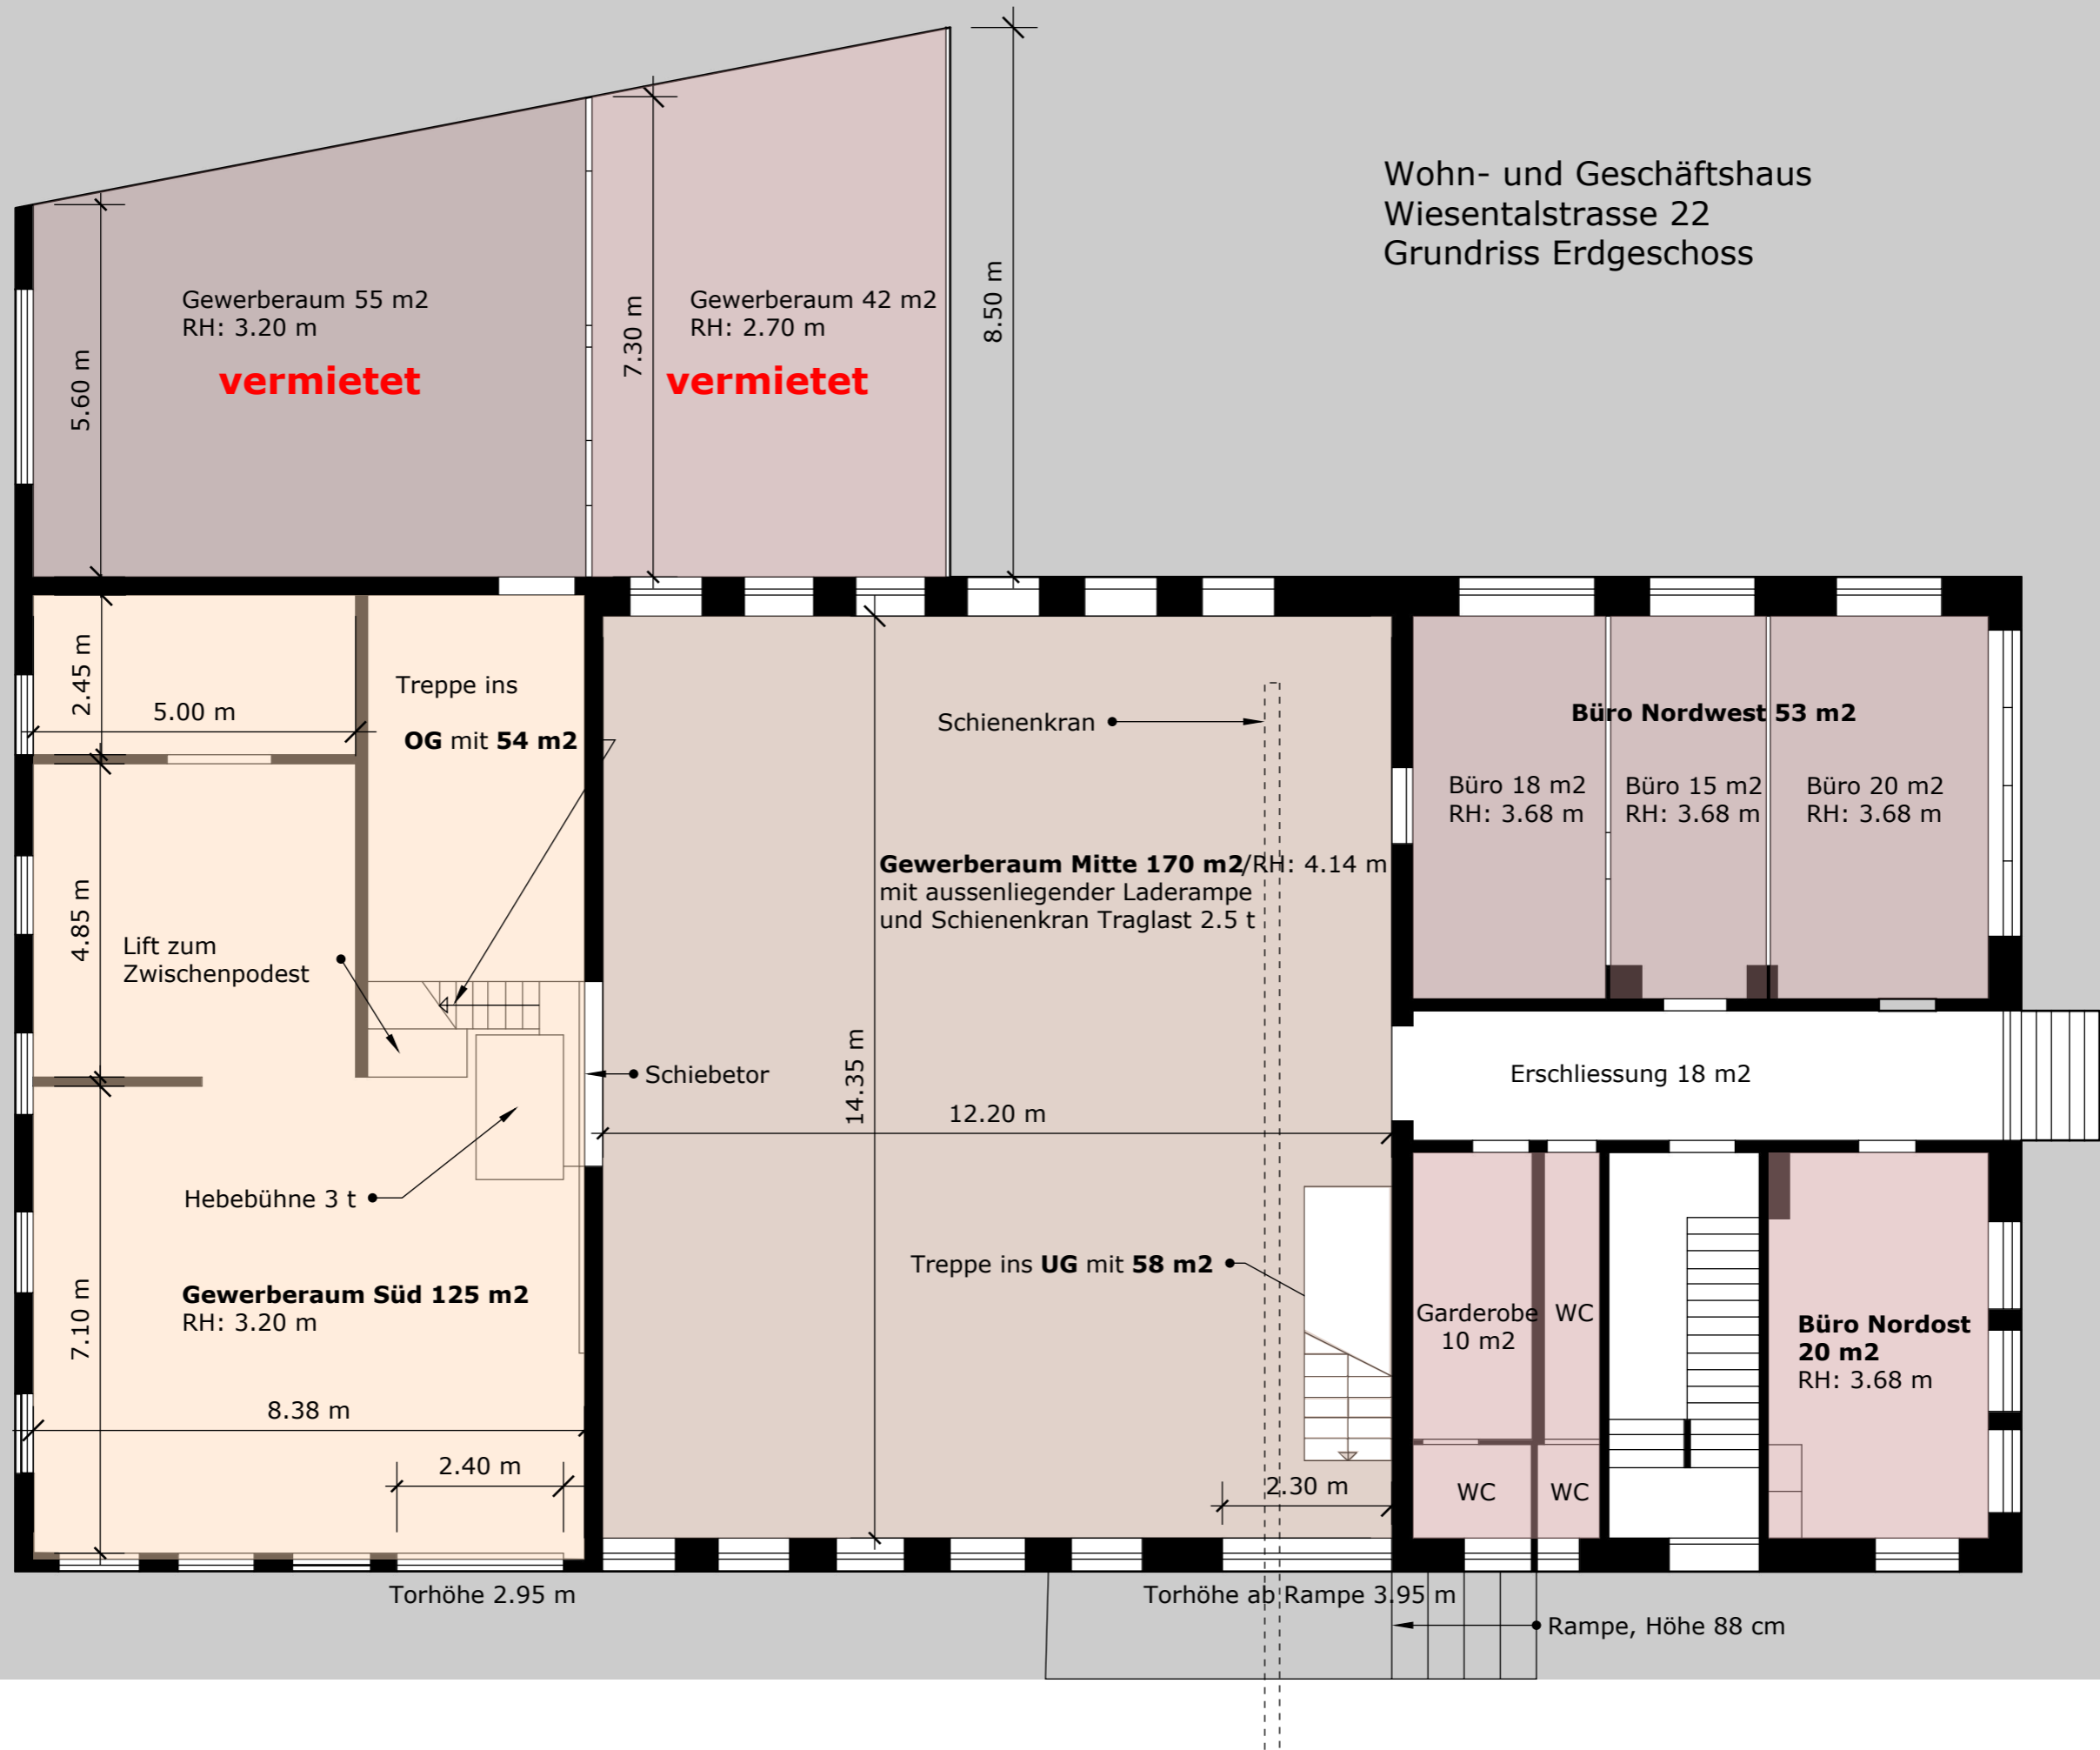 Wohn- und Geschäftshaus
Wiesentalstrasse 22
Grundriss Erdgeschoss
Gewerberaum 55 m2
RH: 3.20 m
vermietet
5.60 m
Gewerberaum 42 m2
RH: 2.70 m
vermietet
7.30 m
8.50 m
2.45 m
5.00 m
Treppe ins
OG mit 54 m2
4.85 m
Lift zum
Zwischenpodest
Schiebetor
Hebebühne 3 t
7.10 m
Gewerberaum Süd 125 m2
RH: 3.20 m
8.38 m
2.40 m
Torhöhe 2.95 m
Schienenkran
Gewerberaum Mitte 170 m2/RH: 4.14 m
mit aussenliegender Laderampe
und Schienenkran Traglast 2.5 t
14.35 m
12.20 m
Treppe ins UG mit 58 m2
2.30 m
Torhöhe ab Rampe 3.95 m
Rampe, Höhe 88 cm
Büro Nordwest 53 m2
Büro 18 m2
RH: 3.68 m
Büro 15 m2
RH: 3.68 m
Büro 20 m2
RH: 3.68 m
Erschliessung 18 m2
Garderobe
10 m2
WC
WC
WC
Büro Nordost
20 m2
RH: 3.68 m